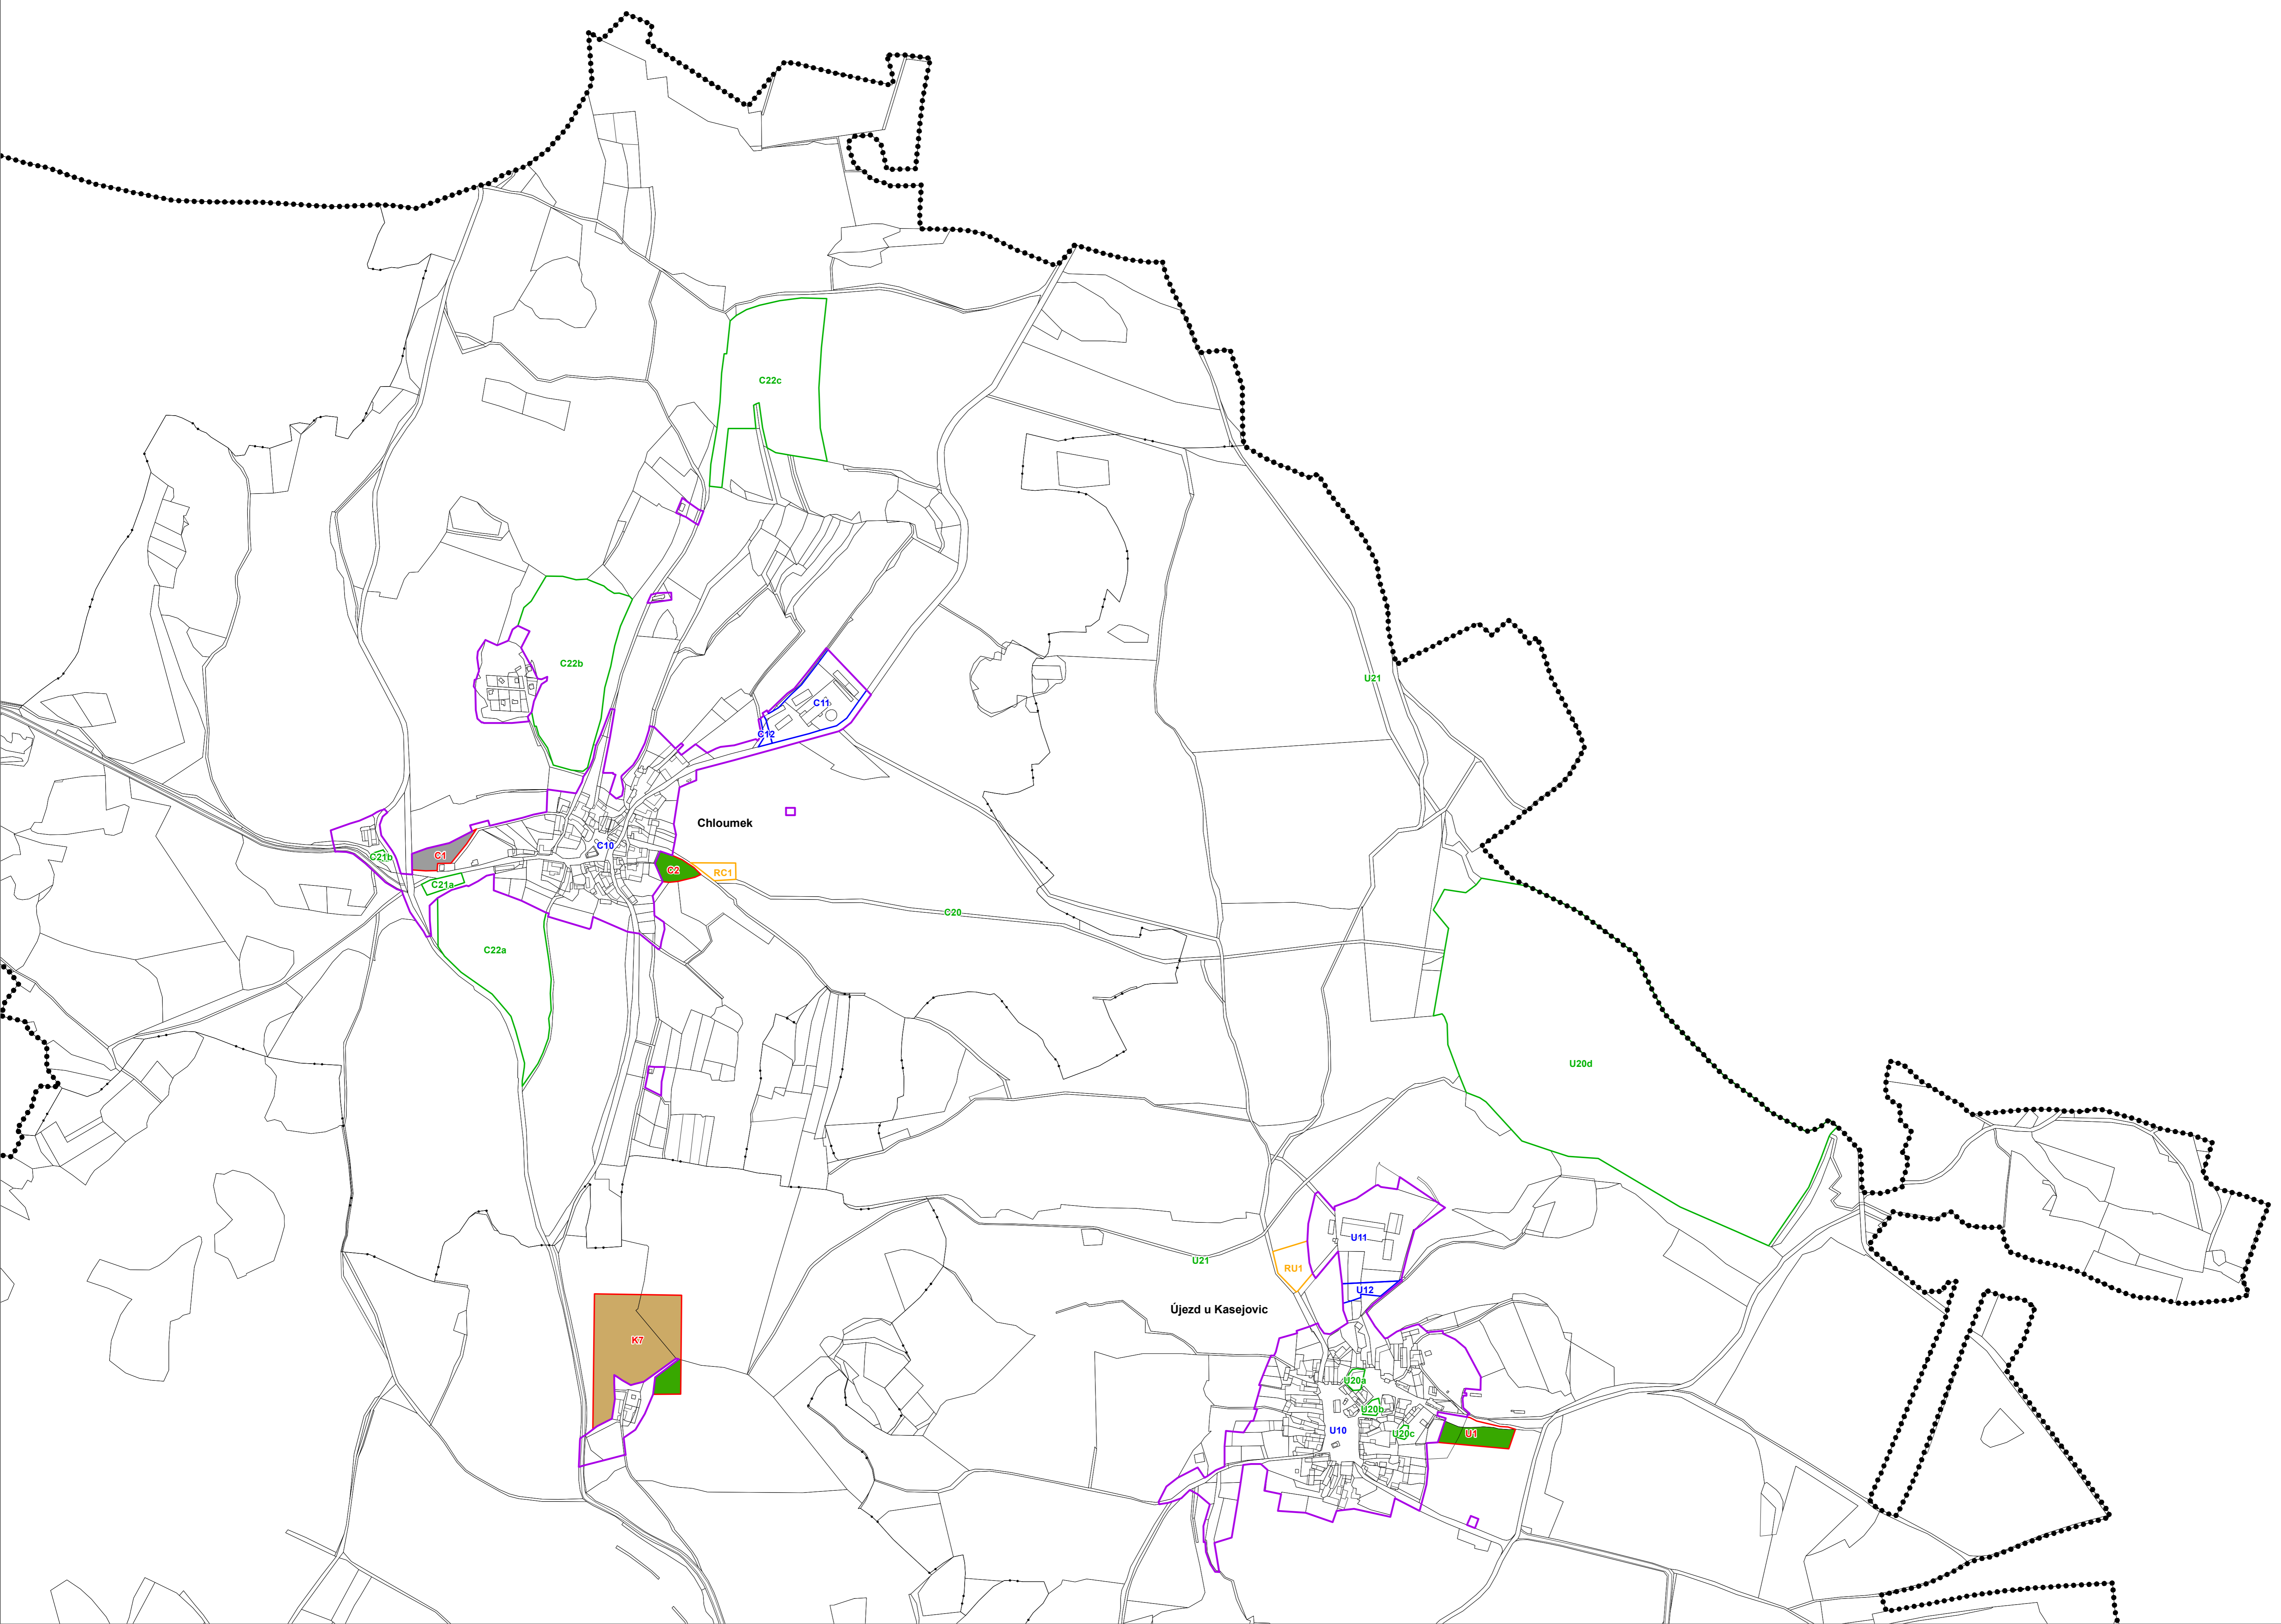 C22c
C22b
U21
C11
C12
Chloumek
C10
C1
C21b
C2
RC1
C21a
C20
C22a
U20d
U11
U21
RU1
U12
Újezd u Kasejovic
K7
U20a
U20b
U10
U20c
U1